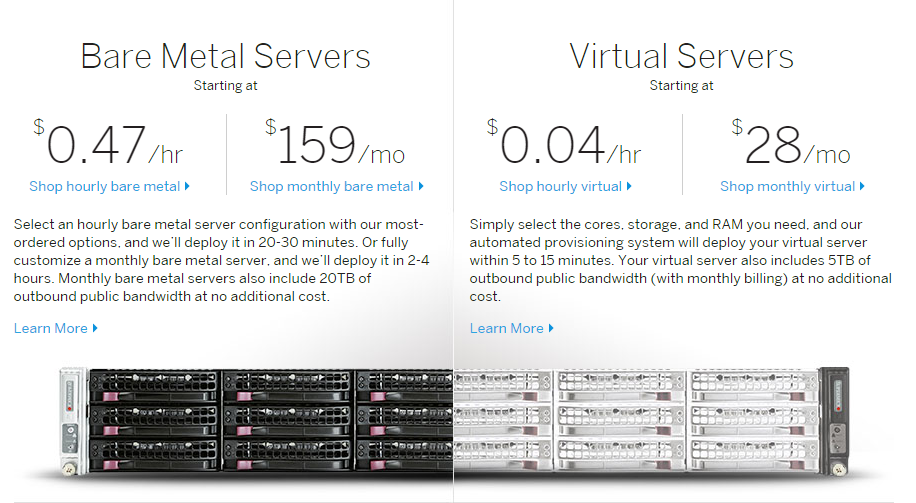 Bare Metal Servers
Starting at
$0.47/hr
$159/mo
Shop hourly bare metal
Shop monthly bare metal
Select an hourly bare metal server configuration with our most-
ordered options, and we'll deploy it in 20-30 minutes. Or fully
customize a monthly bare metal server, and we'll deploy it in 2-4
hours. Monthly bare metal servers also include 20TB of
outbound public bandwidth at no additional cost.
Learn More
Virtual Servers
Starting at
$0.04/hr
$28/mo
Shop hourly virtual
Shop monthly virtual
Simply select the cores, storage, and RAM you need, and our
automated provisioning system will deploy your virtual server
within 5 to 15 minutes. Your virtual server also includes 5TB of
outbound public bandwidth (with monthly billing) at no additional
cost.
Learn More